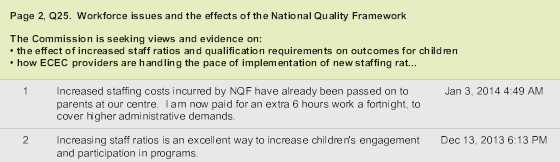 Page 2, Q25. Workforce issues and the effects of the National Quality Framework
The Commission is seeking views and evidence on:
• the effect of increased staff ratios and qualification requirements on outcomes for children
• how ECEC providers are handling the pace of implementation of new staffing rat...
1 Increased staffing costs incurred by NQF have already been passed on to Jan 3, 2014 4:49 AM
parents at our centre. I am now paid for an extra 6 hours work a fortnight, to
cover higher administrative demands.
2 Increasing staff ratios is an excellent way to increase children's engagement Dec 13, 2013 6:13 PM
and participation in programs.